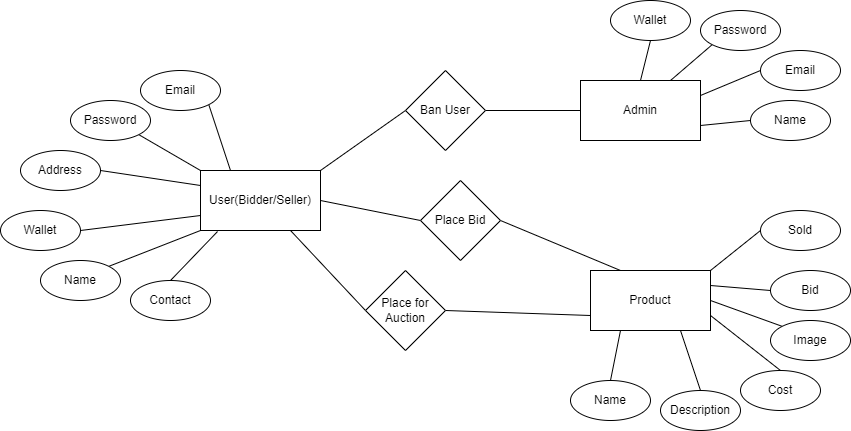 Wallet
Password
Email
Name
Admin
Ban User
Email
Password
Address
Wallet
Name
Contact
User(Bidder/Seller)
Place Bid
Place for
Auction
Product
Sold
Bid
Image
Cost
Description
Name